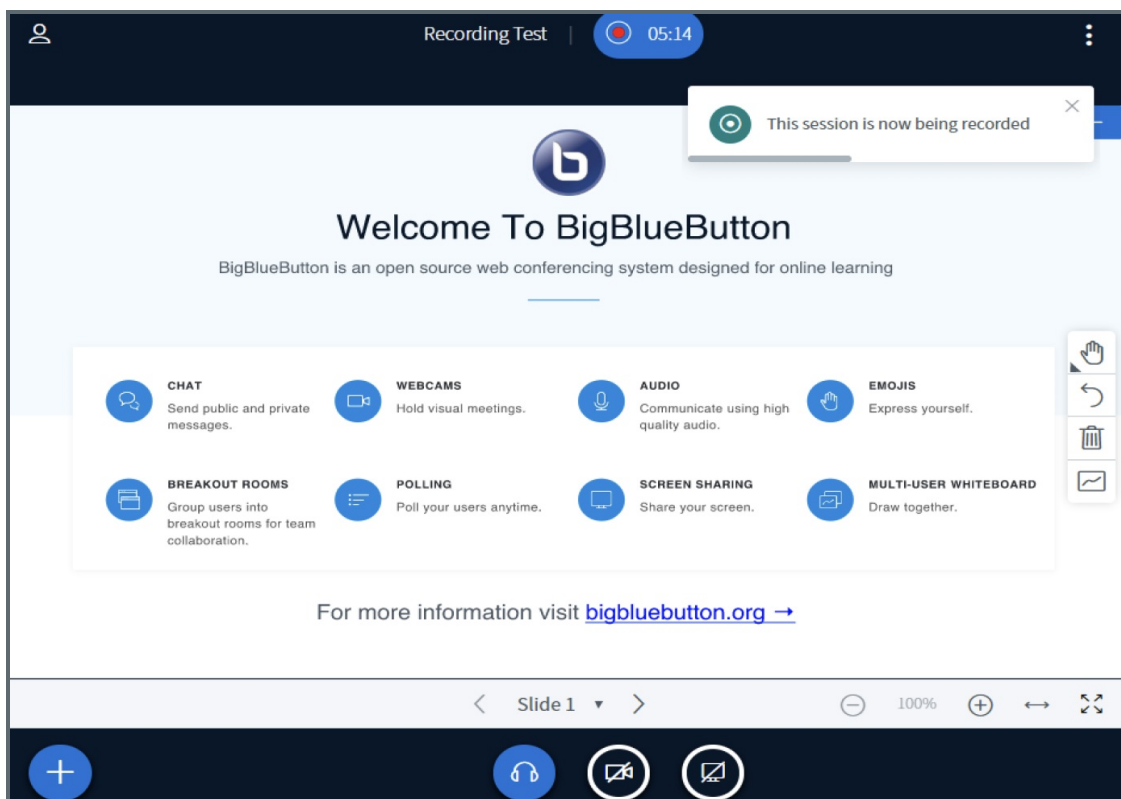 Recording Test | 05:14
This session is now being recorded
Welcome To BigBlueButton
BigBlueButton is an open source web conferencing system designed for online learning
CHAT
Send public and private
messages.
WEBCAMS
Hold visual meetings.
AUDIO
Communicate using high
quality audio.
EMOJIS
Express yourself.
BREAKOUT ROOMS
Group users into
breakout rooms for team
collaboration.
POLLING
Poll your users anytime.
SCREEN SHARING
Share your screen.
MULTI-USER WHITEBOARD
Draw together.
For more information visit bigbluebutton.org →
Slide 1
100%